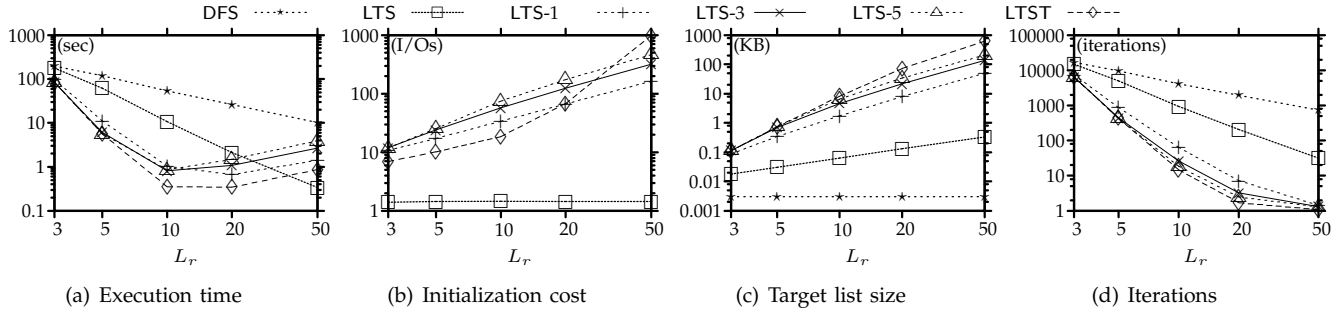 DFS LTS LTS-1 LTS-3 LTS-5 LTST
1000 100 10 1 0.1
(sec)
3 5 10 20 50
L_r
(a) Execution time
1000 100 10 1
(I/Os)
3 5 10 20 50
L_r
(b) Initialization cost
1000 100 10 1 0.1 0.01 0.001
(KB)
3 5 10 20 50
L_r
(c) Target list size
100000 10000 1000 100 10 1
(iterations)
3 5 10 20 50
L_r
(d) Iterations